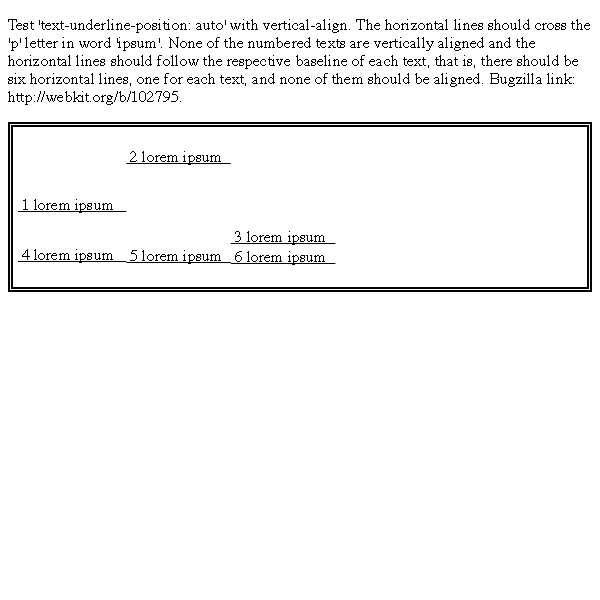 Test 'text-underline-position: auto' with vertical-align. The horizontal lines should cross the
'p' letter in word 'ipsum'. None of the numbered texts are vertically aligned and the
horizontal lines should follow the respective baseline of each text, that is, there should be
six horizontal lines, one for each text, and none of them should be aligned. Bugzilla link:
http://webkit.org/b/102795.
2 lorem ipsum
1 lorem ipsum
3 lorem ipsum
4 lorem ipsum 5 lorem ipsum 6 lorem ipsum